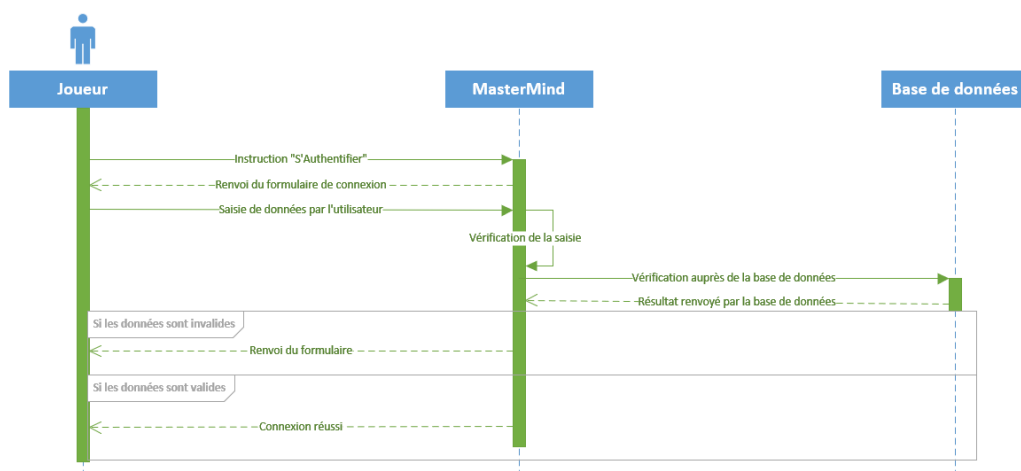 Joueur
MasterMind
Base de données
Instruction "S'Authentifier"
Renvoi du formulaire de connexion
Saisie de données par l'utilisateur
Vérification de la saisie
Vérification auprès de la base de données
Résultat renvoyé par la base de données
Si les données sont invalides
Renvoi du formulaire
Si les données sont valides
Connexion réussi